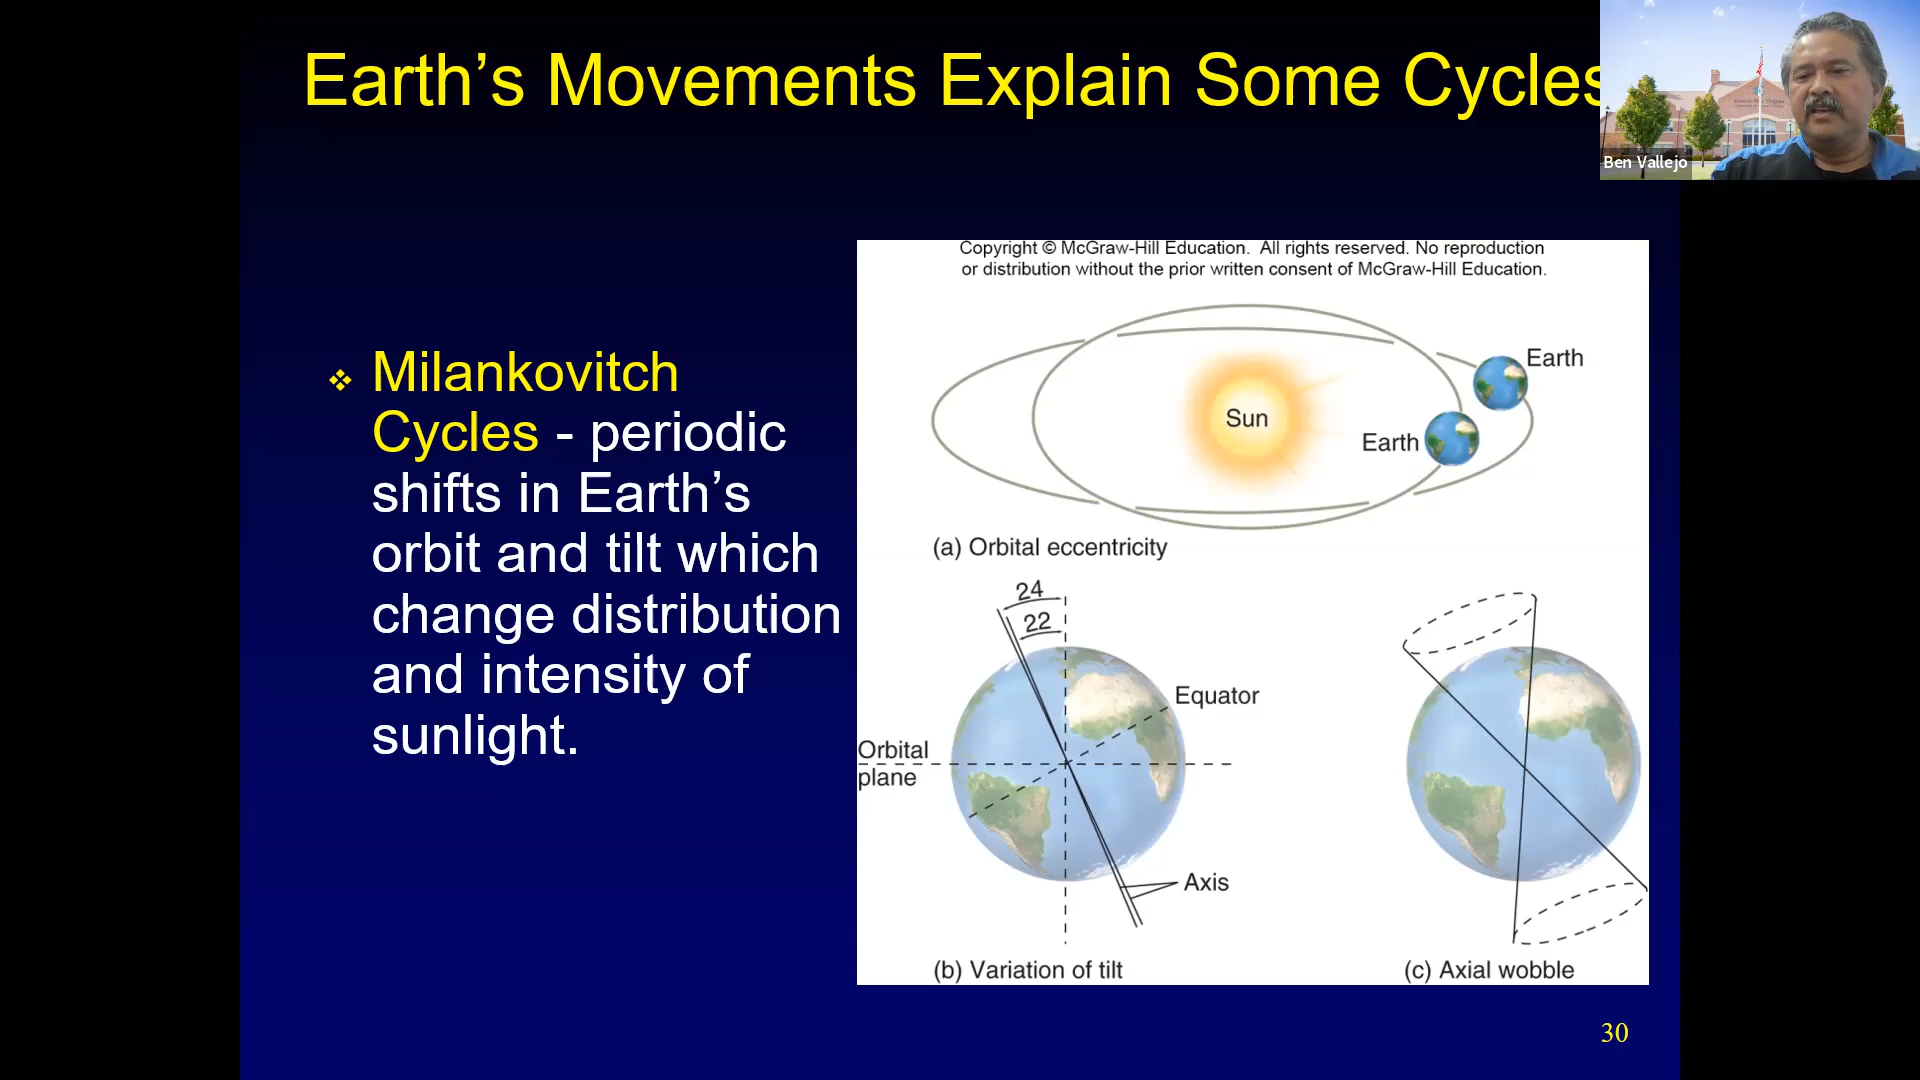 Earth’s Movements Explain Some Cycles
Ben Vallejo
❖ Milankovitch
Cycles - periodic
shifts in Earth’s
orbit and tilt which
change distribution
and intensity of
sunlight.
Copyright © McGraw-Hill Education. All rights reserved. No reproduction
or distribution without the prior written consent of McGraw-Hill Education.
Earth
Sun
Earth
(a) Orbital eccentricity
24
22
Equator
Orbital
plane
Axis
(b) Variation of tilt
(c) Axial wobble
30